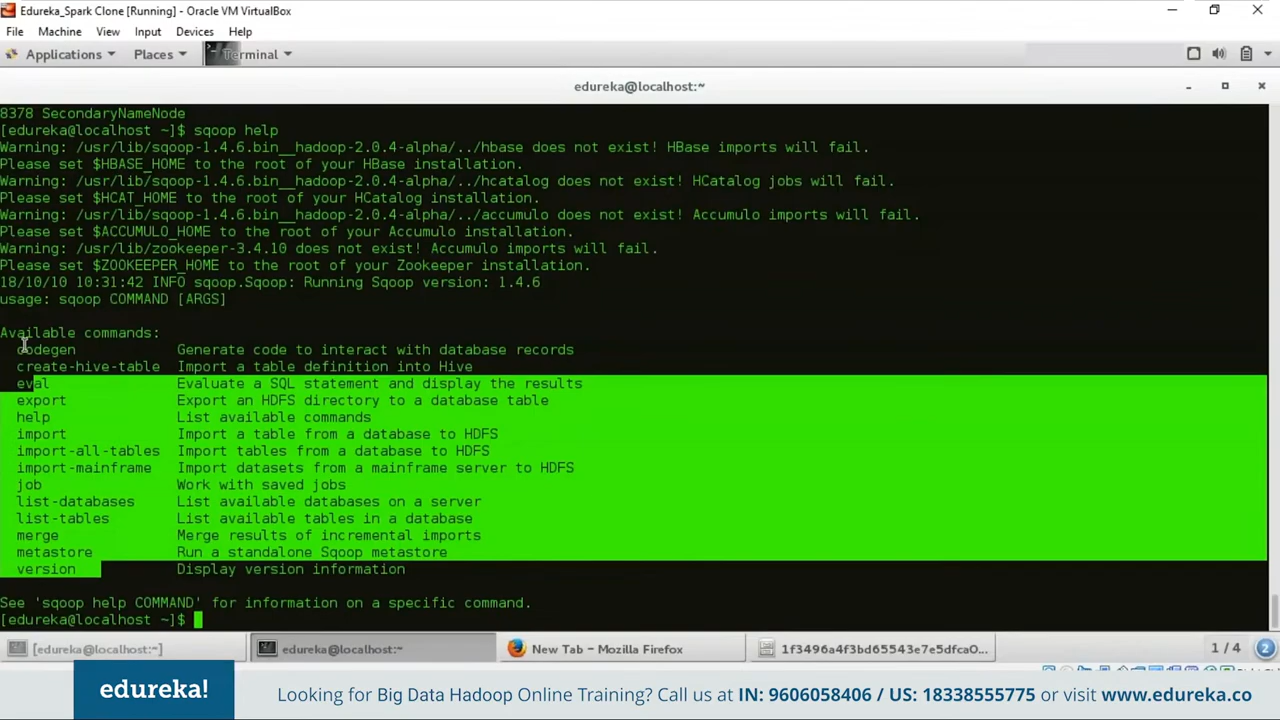 Edureka_Spark Clone [Running] - Oracle VM VirtualBox
File Machine View Input Devices Help
Applications Places Terminal
edureka@localhost:~
8378 SecondaryNameNode
[edureka@localhost ~]$ sqoop help
Warning: /usr/lib/sqoop-1.4.6.bin__hadoop-2.0.4-alpha/../hbase does not exist! HBase imports will fail.
Please set $HBASE_HOME to the root of your HBase installation.
Warning: /usr/lib/sqoop-1.4.6.bin__hadoop-2.0.4-alpha/../hcatalog does not exist! HCatalog jobs will fail.
Please set $HCAT_HOME to the root of your HCatalog installation.
Warning: /usr/lib/sqoop-1.4.6.bin__hadoop-2.0.4-alpha/../accumulo does not exist! Accumulo imports will fail.
Please set $ACCUMULO_HOME to the root of your Accumulo installation.
Warning: /usr/lib/zookeeper-3.4.10 does not exist! Accumulo imports will fail.
Please set $ZOOKEEPER_HOME to the root of your Zookeeper installation.
18/10/10 10:31:42 INFO sqoop.Sqoop: Running Sqoop version: 1.4.6
usage: sqoop COMMAND [ARGS]
Available commands:
codegen Generate code to interact with database records
create-hive-table Import a table definition into Hive
eval Evaluate a SQL statement and display the results
export Export an HDFS directory to a database table
help List available commands
import Import a table from a database to HDFS
import-all-tables Import tables from a database to HDFS
import-mainframe Import datasets from a mainframe server to HDFS
job Work with saved jobs
list-databases List available databases on a server
list-tables List available tables in a database
merge Merge results of incremental imports
metastore Run a standalone Sqoop metastore
version Display version information
See 'sqoop help COMMAND' for information on a specific command.
[edureka@localhost ~]$
[edureka@localhost:~] edureka@localhost:~ New Tab - Mozilla Firefox 1f3496a4f3bd65543e7e5dfca0... 1 / 4 2
edureka! Looking for Big Data Hadoop Online Training? Call us at IN: 9606058406 / US: 18338555775 or visit www.edureka.co